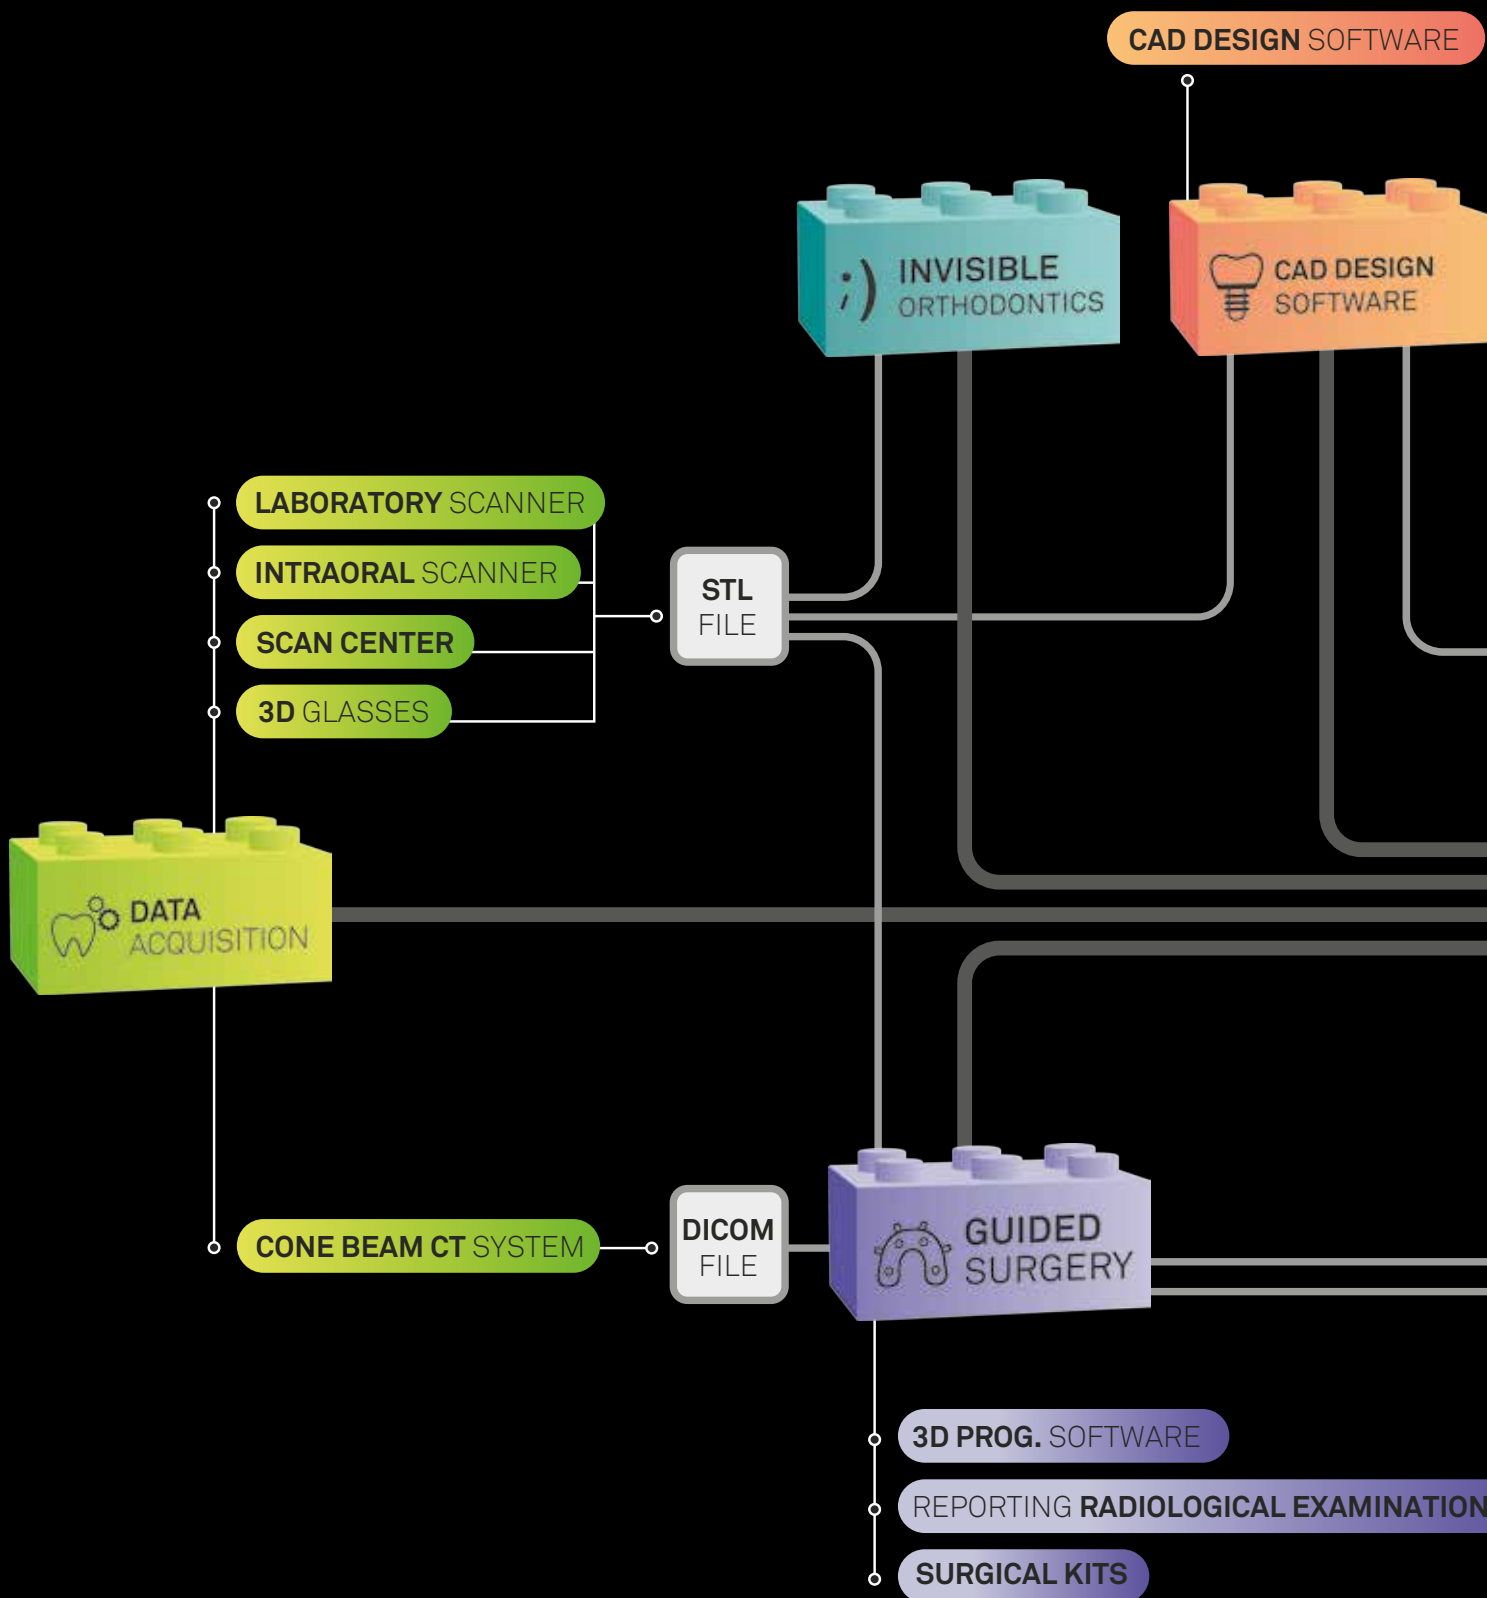 CAD DESIGN SOFTWARE
;) INVISIBLE
ORTHODONTICS
CAD DESIGN
SOFTWARE
LABORATORY SCANNER
INTRAORAL SCANNER
SCAN CENTER
3D GLASSES
STL
FILE
DATA
ACQUISITION
CONE BEAM CT SYSTEM
DICOM
FILE
GUIDED
SURGERY
3D PROG. SOFTWARE
REPORTING RADIOLOGICAL EXAMINATION
SURGICAL KITS